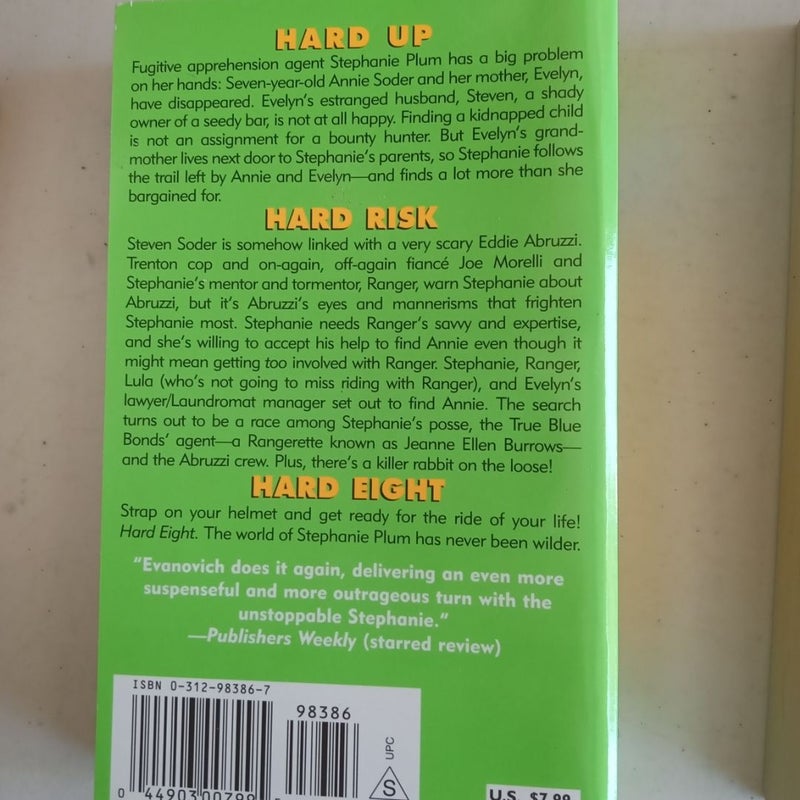 HARD UP
Fugitive apprehension agent Stephanie Plum has a big problem
on her hands: Seven-year-old Annie Soder and her mother, Evelyn,
have disappeared. Evelyn's estranged husband, Steven, a shady
owner of a seedy bar, is not at all happy. Finding a kidnapped child
is not an assignment for a bounty hunter. But Evelyn's grand-
mother lives next door to Stephanie's parents, so Stephanie follows
the trail left by Annie and Evelyn—and finds a lot more than she
bargained for.
HARD RISK
Steven Soder is somehow linked with a very scary Eddie Abruzzi.
Trenton cop and on-again, off-again fiancé Joe Morelli and
Stephanie's mentor and tormentor, Ranger, warn Stephanie about
Abruzzi, but it's Abruzzi's eyes and mannerisms that frighten
Stephanie most. Stephanie needs Ranger's savvy and expertise,
and she's willing to accept his help to find Annie even though it
might mean getting too involved with Ranger. Stephanie, Ranger,
Lula (who's not going to miss riding with Ranger), and Evelyn's
lawyer/Laundromat manager set out to find Annie. The search
turns out to be a race among Stephanie's posse, the True Blue
Bonds' agent—a Rangerette known as Jeanne Ellen Burrows—
and the Abruzzi crew. Plus, there's a killer rabbit on the loose!
HARD EIGHT
Strap on your helmet and get ready for the ride of your life!
Hard Eight. The world of Stephanie Plum has never been wilder.
"Evanovich does it again, delivering an even more
suspenseful and more outrageous turn with the
unstoppable Stephanie."
—Publishers Weekly (starred review)
ISBN 0-312-98386-7
98386
UPC
S
0 44903 00799
U.S. $7.99